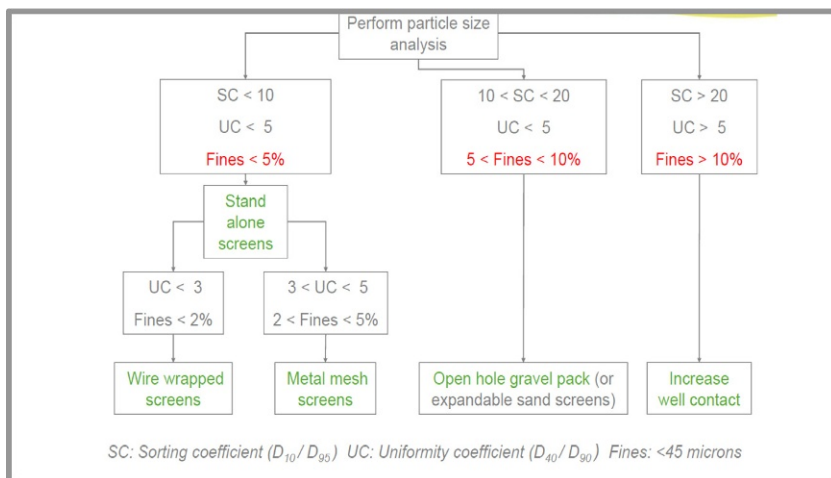 Perform particle size
analysis
SC < 10
UC < 5
Fines < 5%
10 < SC < 20
UC < 5
5 < Fines < 10%
SC > 20
UC > 5
Fines > 10%
Stand
alone
screens
UC < 3
Fines < 2%
3 < UC < 5
2 < Fines < 5%
Wire wrapped
screens
Metal mesh
screens
Open hole gravel pack (or
expandable sand screens)
Increase
well contact
SC: Sorting coefficient (D10/ D95) UC: Uniformity coefficient (D40/ D90) Fines: <45 microns